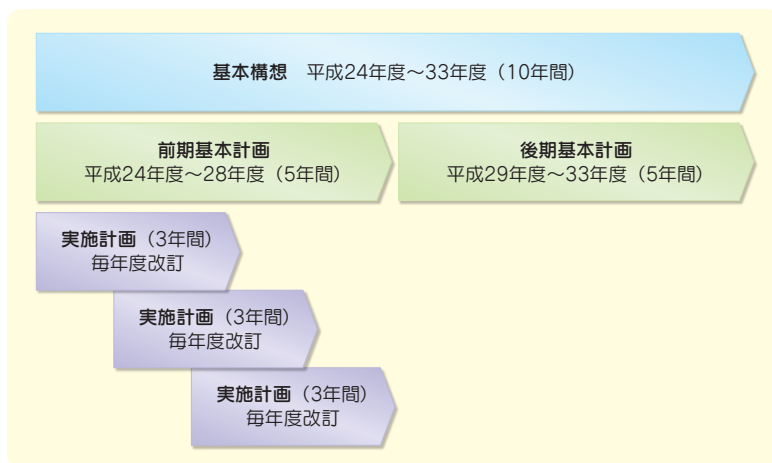 基本構想　平成24年度～33年度（10年間）
前期基本計画
平成24年度～28年度（5年間）
後期基本計画
平成29年度～33年度（5年間）
実施計画（3年間）
毎年度改訂
実施計画（3年間）
毎年度改訂
実施計画（3年間）
毎年度改訂